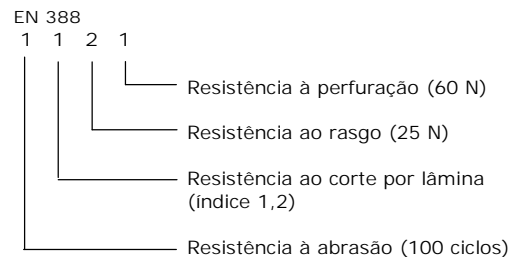 EN 388
1 1 2 1
Resistência à perfuração (60 N)
Resistência ao rasgo (25 N)
Resistência ao corte por lâmina
(índice 1,2)
Resistência à abrasão (100 ciclos)